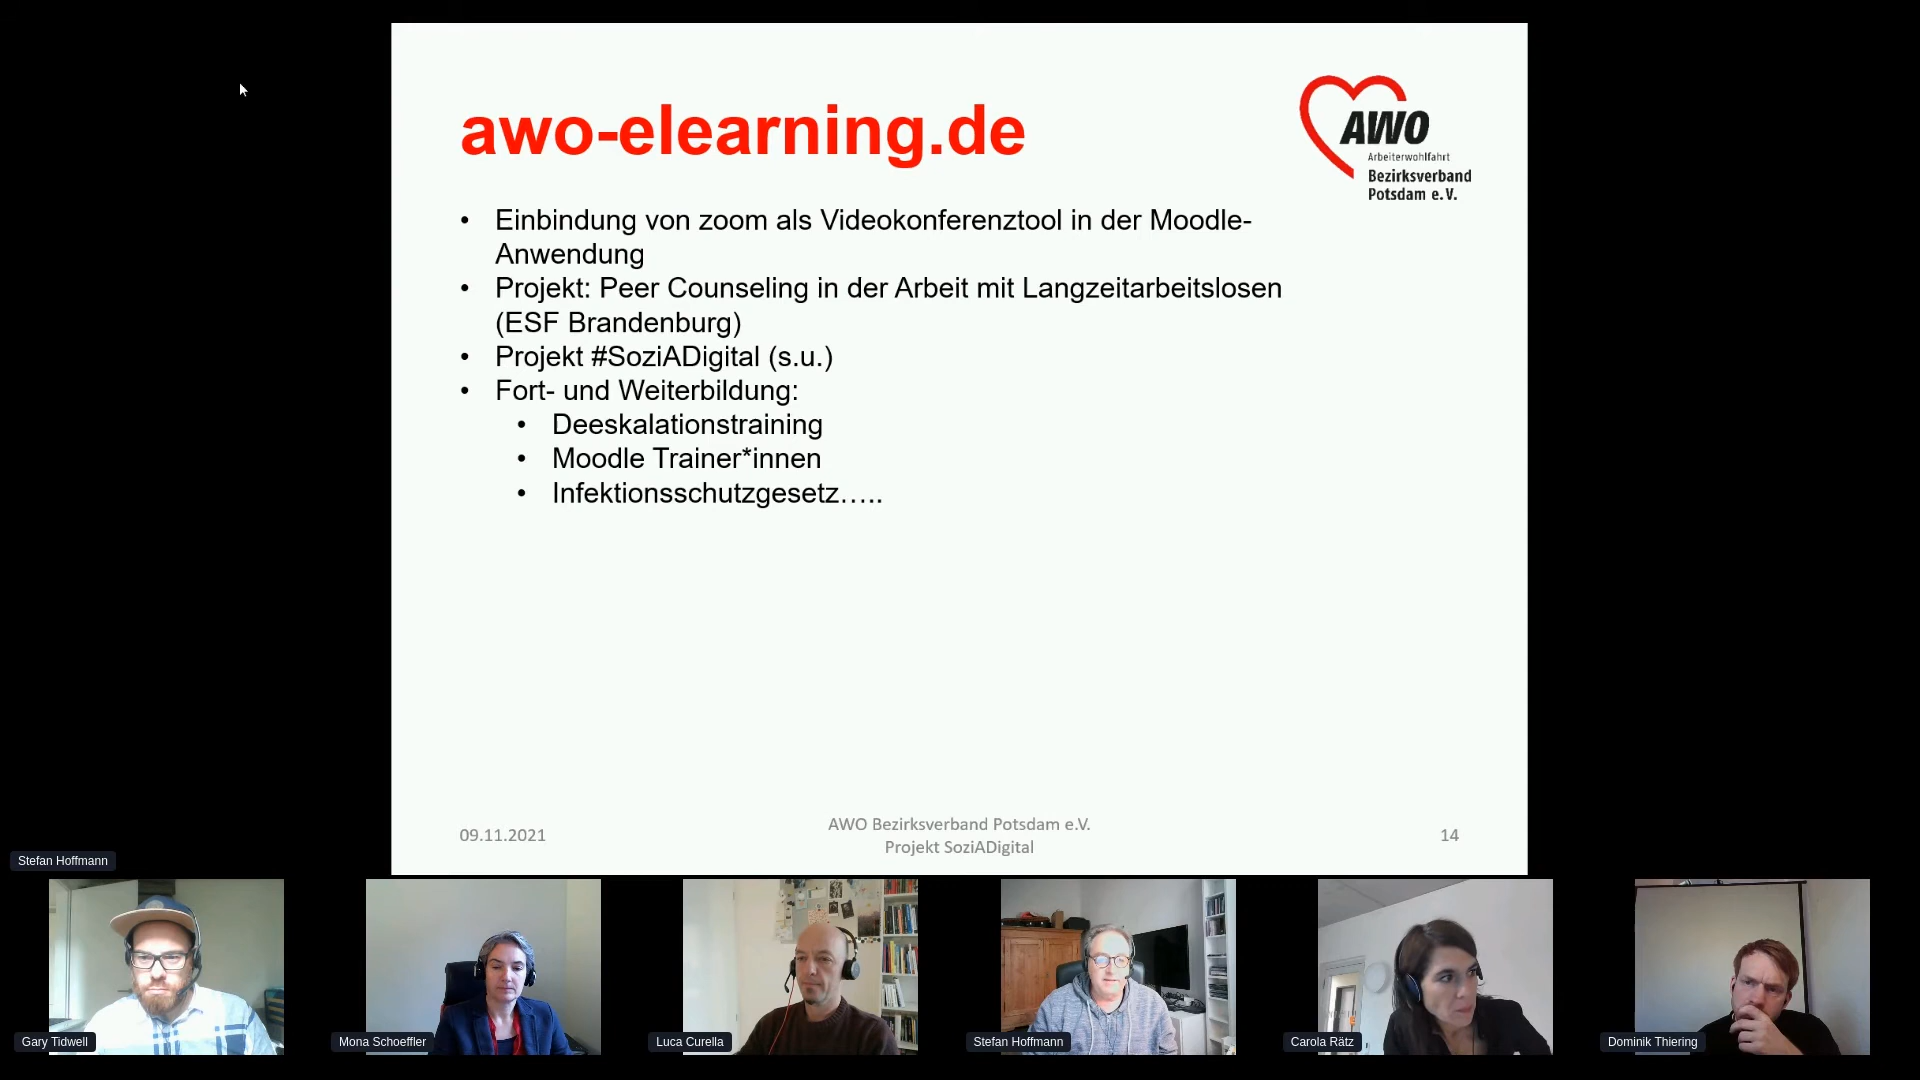 awo-elearning.de
AWO
Arbeiterwohlfahrt
Bezirksverband
Potsdam e.V.
• Einbindung von zoom als Videokonferenztool in der Moodle-
Anwendung
• Projekt: Peer Counseling in der Arbeit mit Langzeitarbeitslosen
(ESF Brandenburg)
• Projekt #SoziADigital (s.u.)
• Fort- und Weiterbildung:
• Deeskalationstraining
• Moodle Trainer*innen
• Infektionsschutzgesetz…..
09.11.2021
AWO Bezirksverband Potsdam e.V.
Projekt SoziADigital
14
Stefan Hoffmann
Gary Tidwell
Mona Schoeffler
Luca Curella
Stefan Hoffmann
Carola Rätz
Dominik Thiering